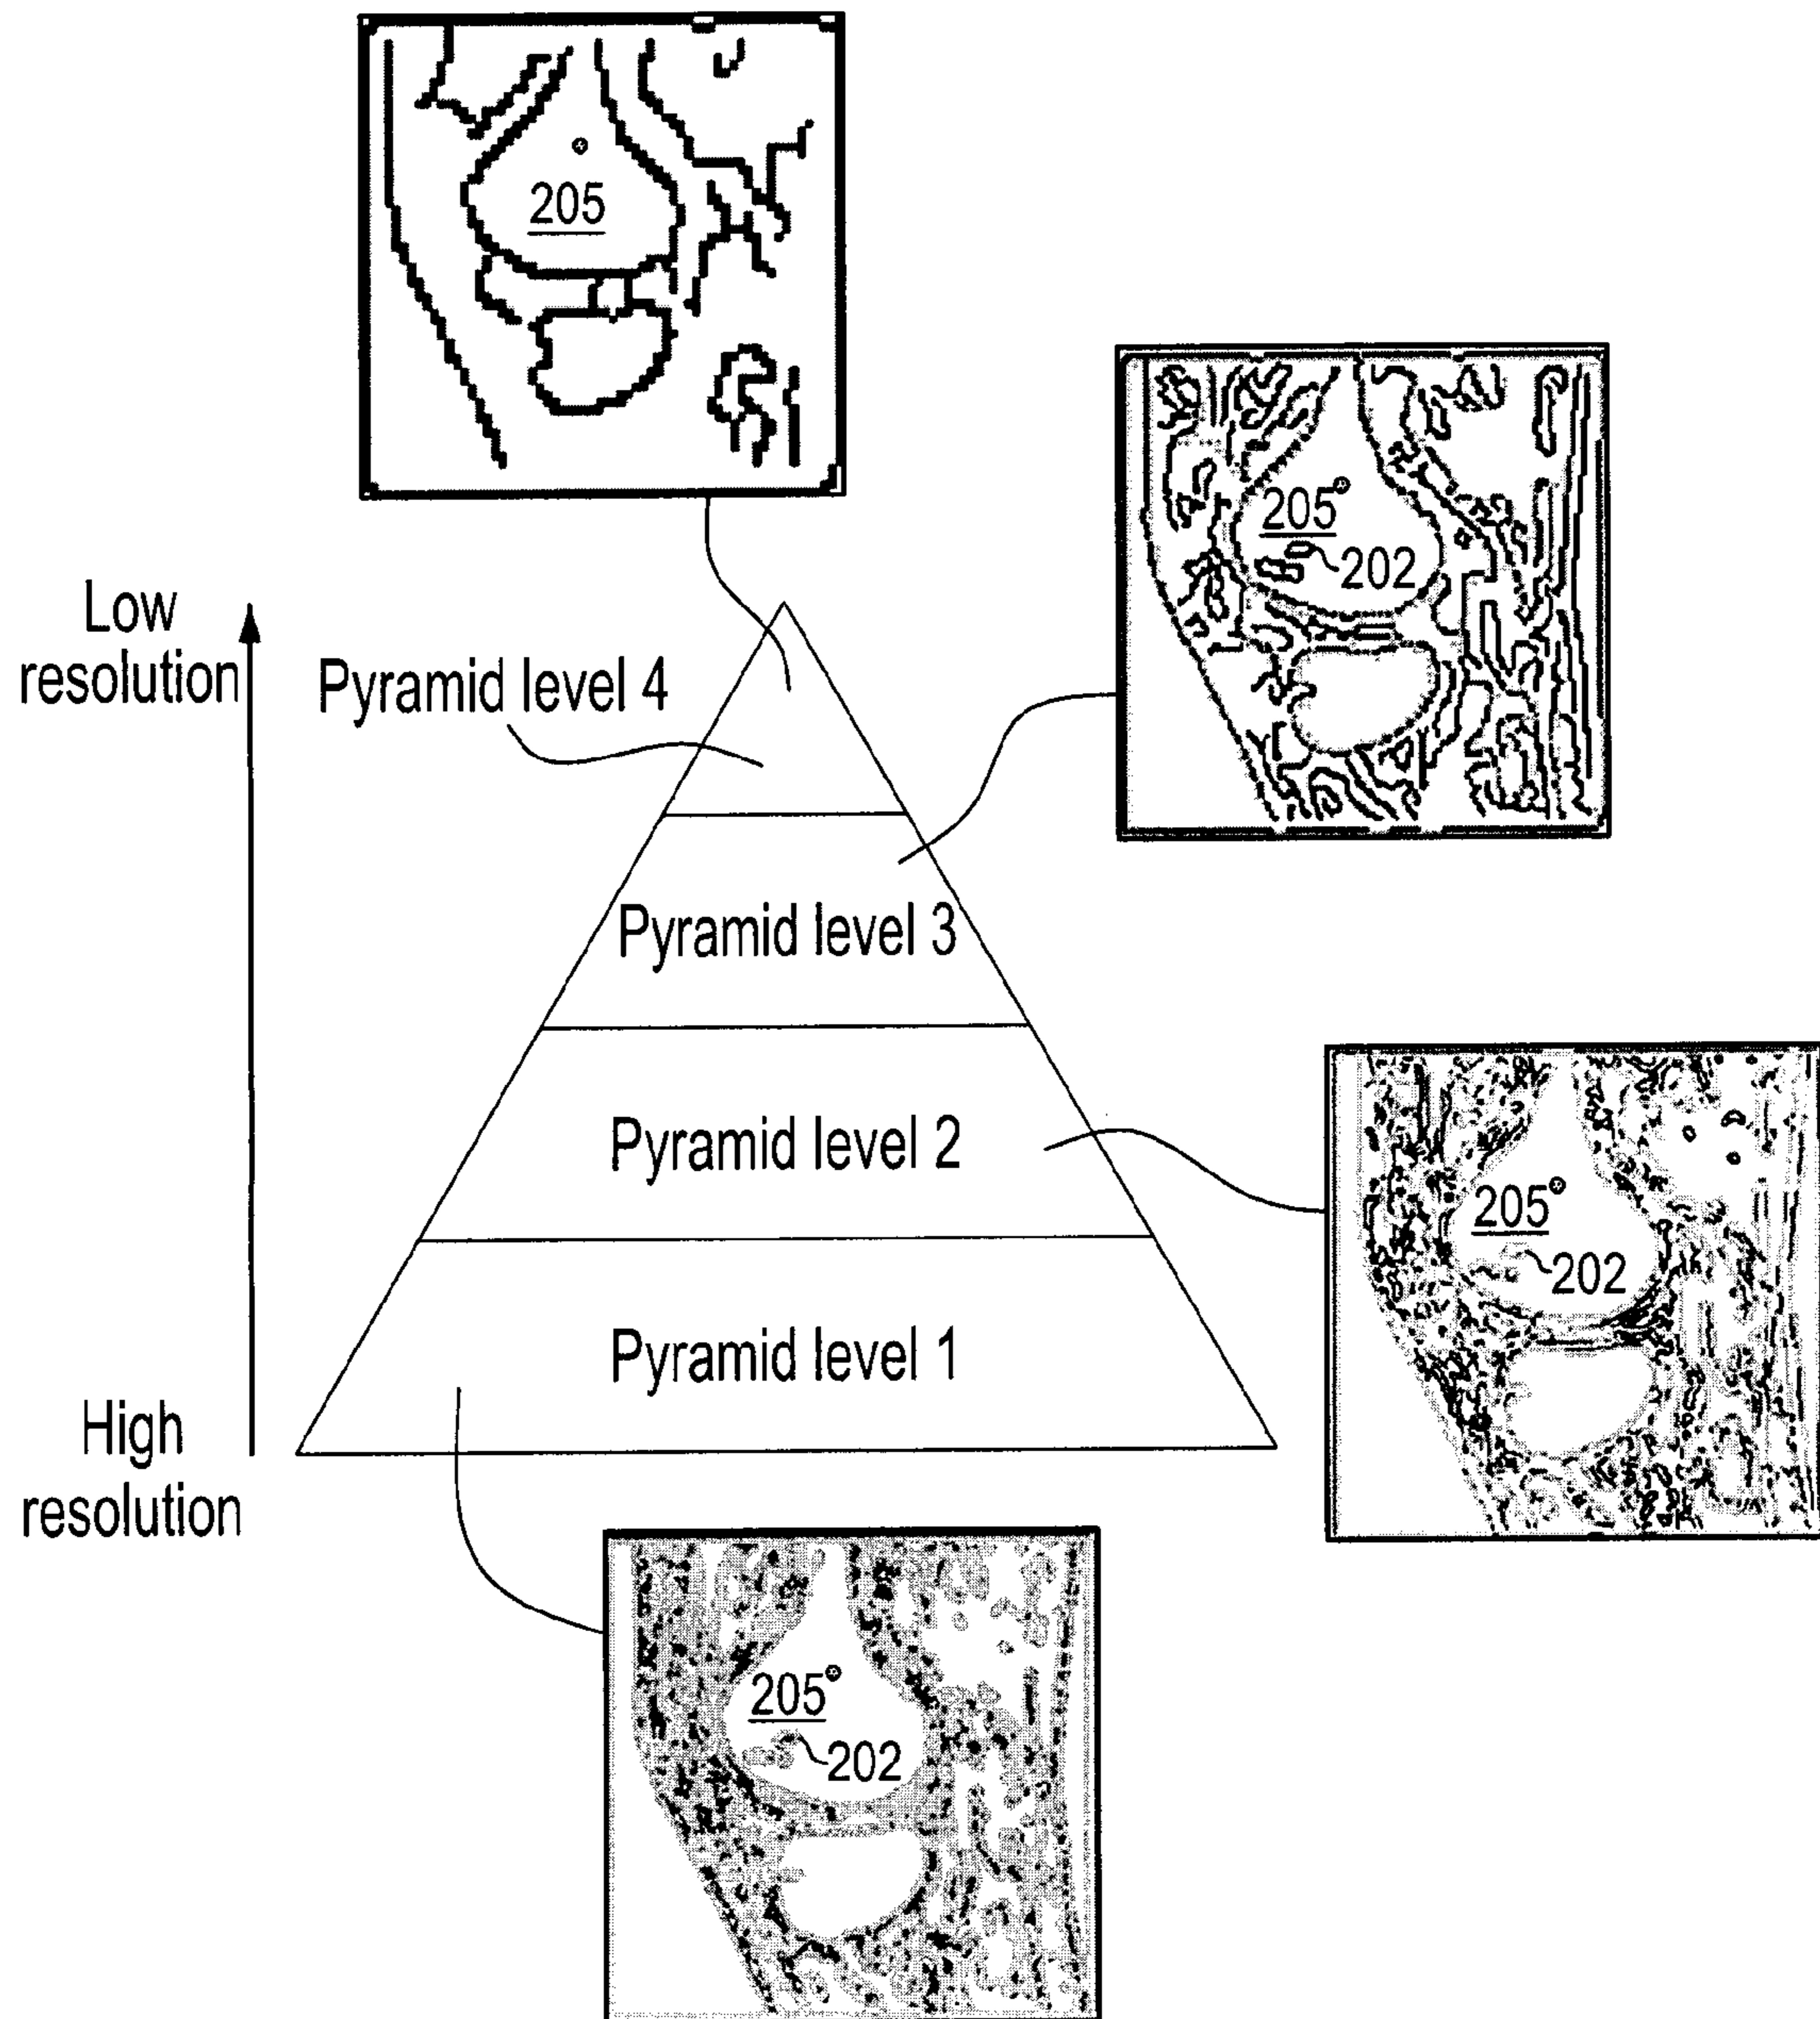 205
205
202
Low
resolution
Pyramid level 4
Pyramid level 3
Pyramid level 2
205
202
Pyramid level 1
High
resolution
205
202